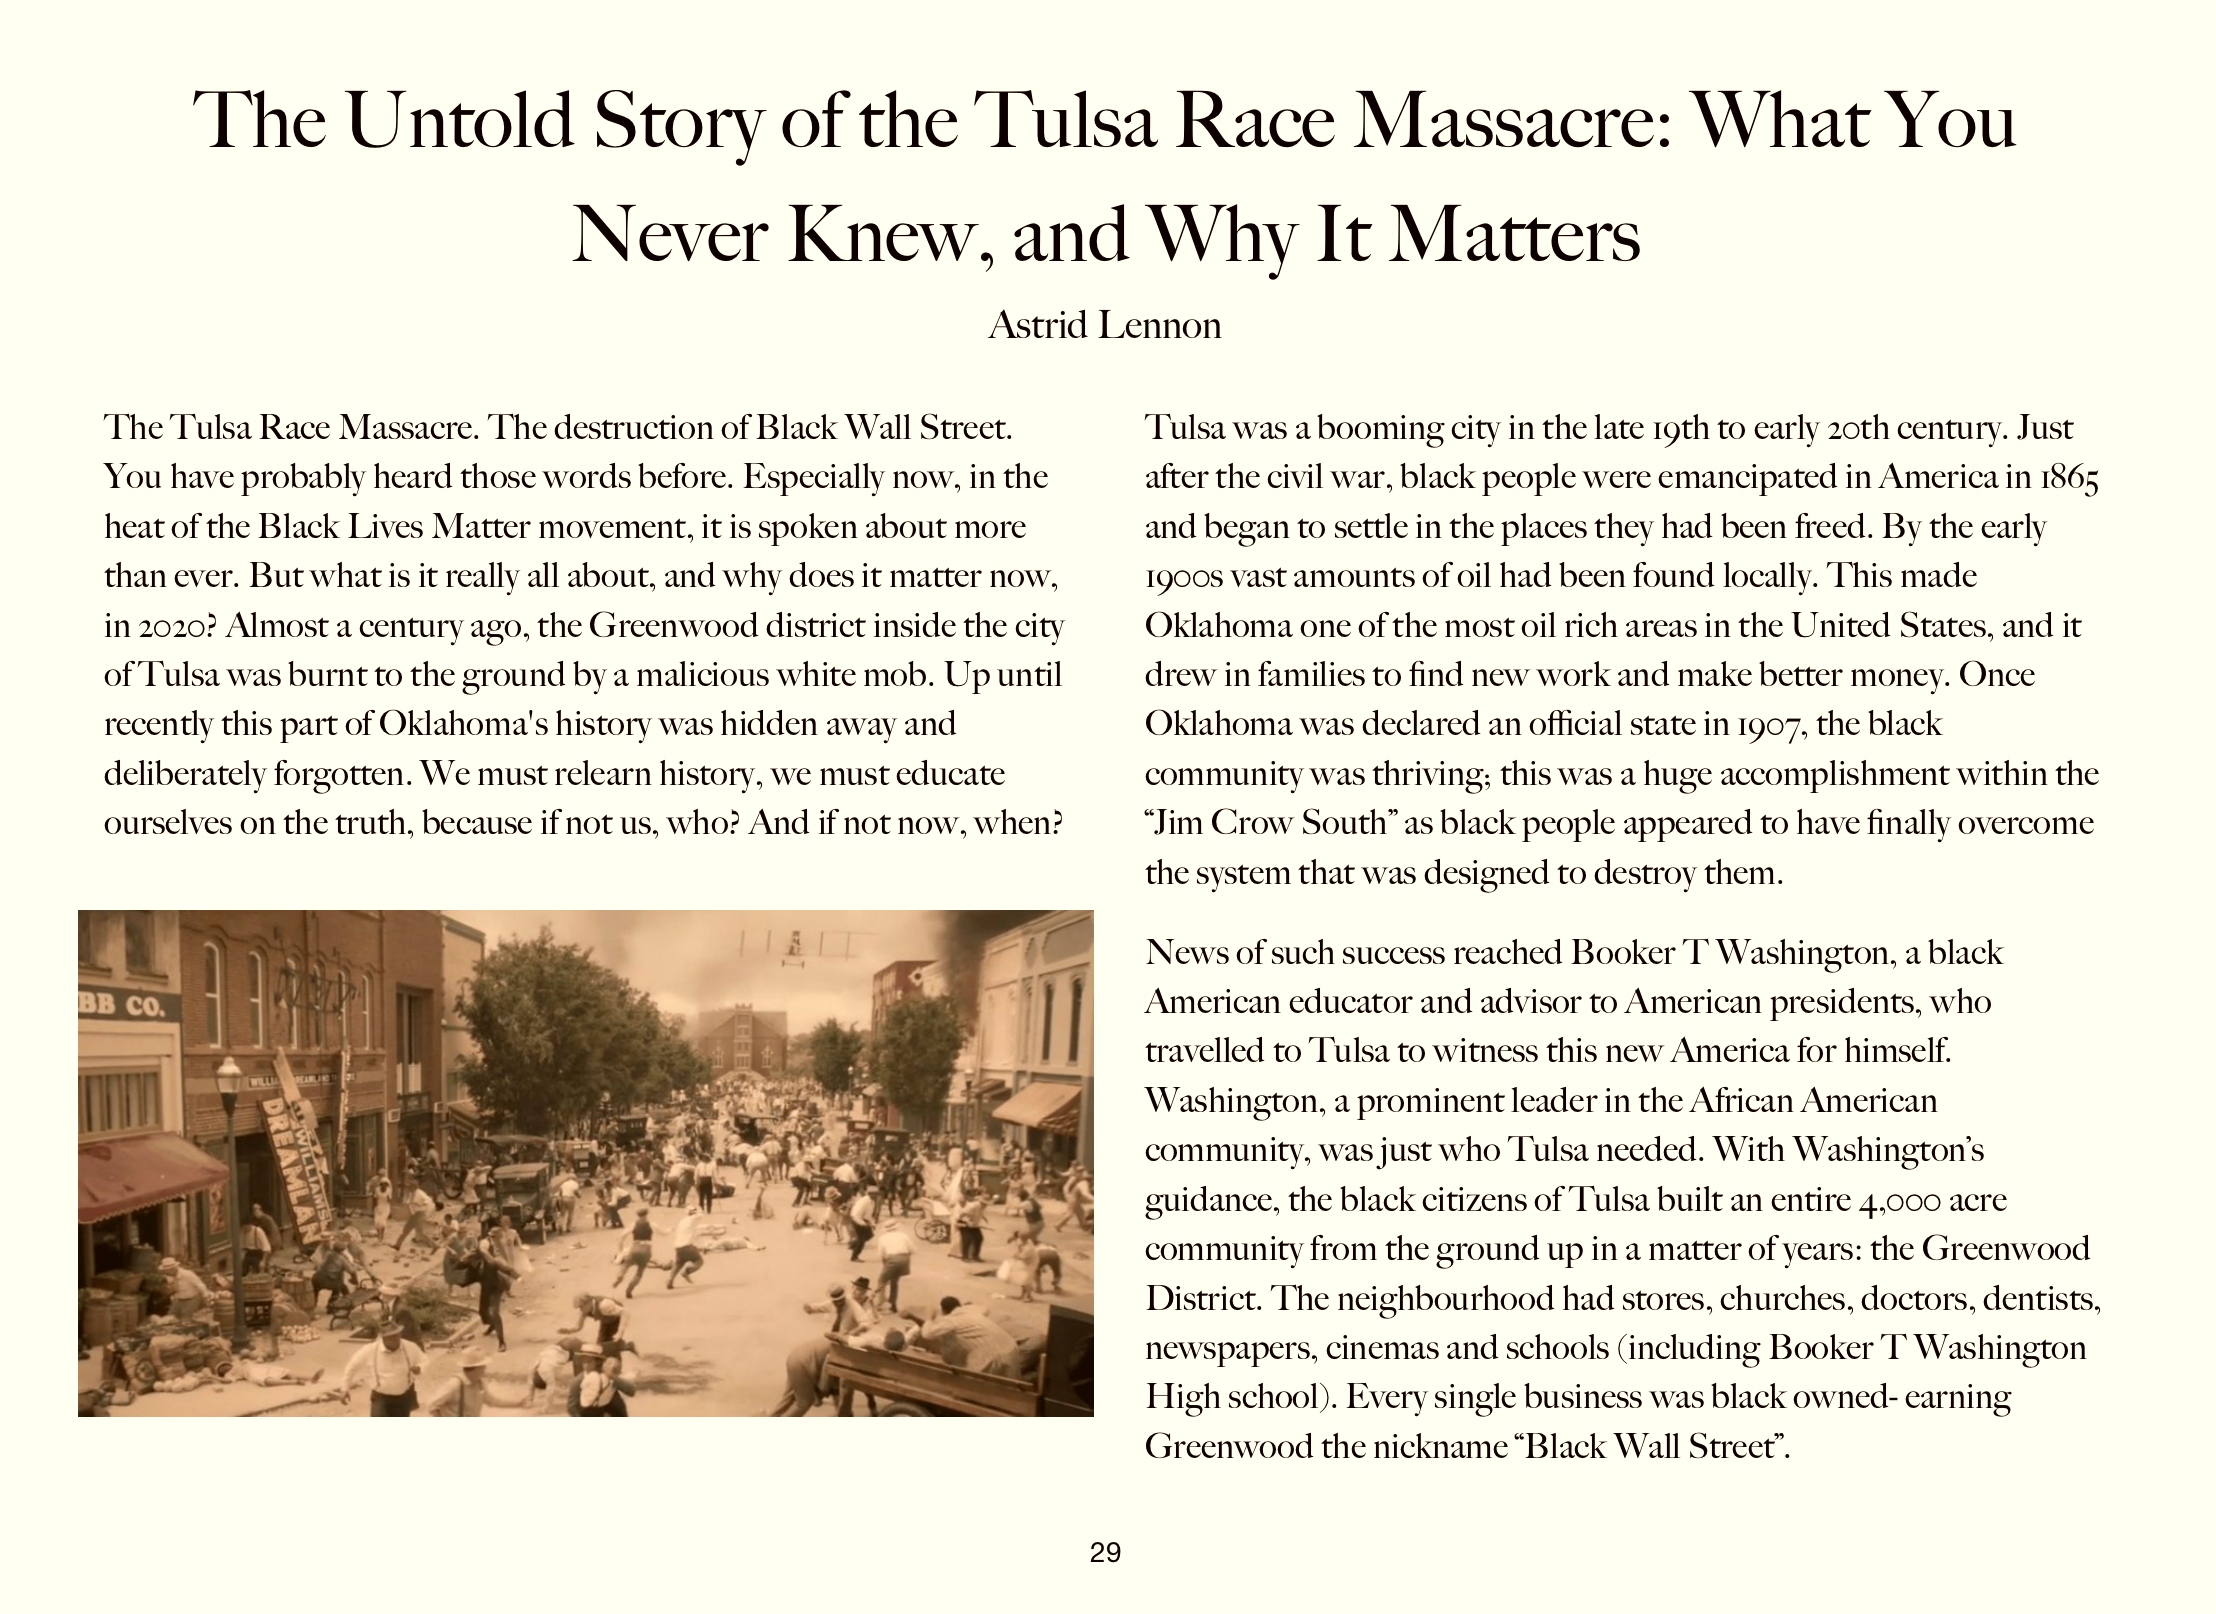 The Untold Story of the Tulsa Race Massacre: What You
Never Knew, and Why It Matters
Astrid Lennon
The Tulsa Race Massacre. The destruction of Black Wall Street.
You have probably heard those words before. Especially now, in the
heat of the Black Lives Matter movement, it is spoken about more
than ever. But what is it really all about, and why does it matter now,
in 2020? Almost a century ago, the Greenwood district inside the city
of Tulsa was burnt to the ground by a malicious white mob. Up until
recently this part of Oklahoma's history was hidden away and
deliberately forgotten. We must relearn history, we must educate
ourselves on the truth, because if not us, who? And if not now, when?
BB CO.
DREAMLAN
WILLIAMS
Tulsa was a booming city in the late 19th to early 20th century. Just
after the civil war, black people were emancipated in America in 1865
and began to settle in the places they had been freed. By the early
1900s vast amounts of oil had been found locally. This made
Oklahoma one of the most oil rich areas in the United States, and it
drew in families to find new work and make better money. Once
Oklahoma was declared an official state in 1907, the black
community was thriving; this was a huge accomplishment within the
“Jim Crow South” as black people appeared to have finally overcome
the system that was designed to destroy them.
News of such success reached Booker T Washington, a black
American educator and advisor to American presidents, who
travelled to Tulsa to witness this new America for himself.
Washington, a prominent leader in the African American
community, was just who Tulsa needed. With Washington’s
guidance, the black citizens of Tulsa built an entire 4,000 acre
community from the ground up in a matter of years: the Greenwood
District. The neighbourhood had stores, churches, doctors, dentists,
newspapers, cinemas and schools (including Booker T Washington
High school). Every single business was black owned- earning
Greenwood the nickname “Black Wall Street”.
29